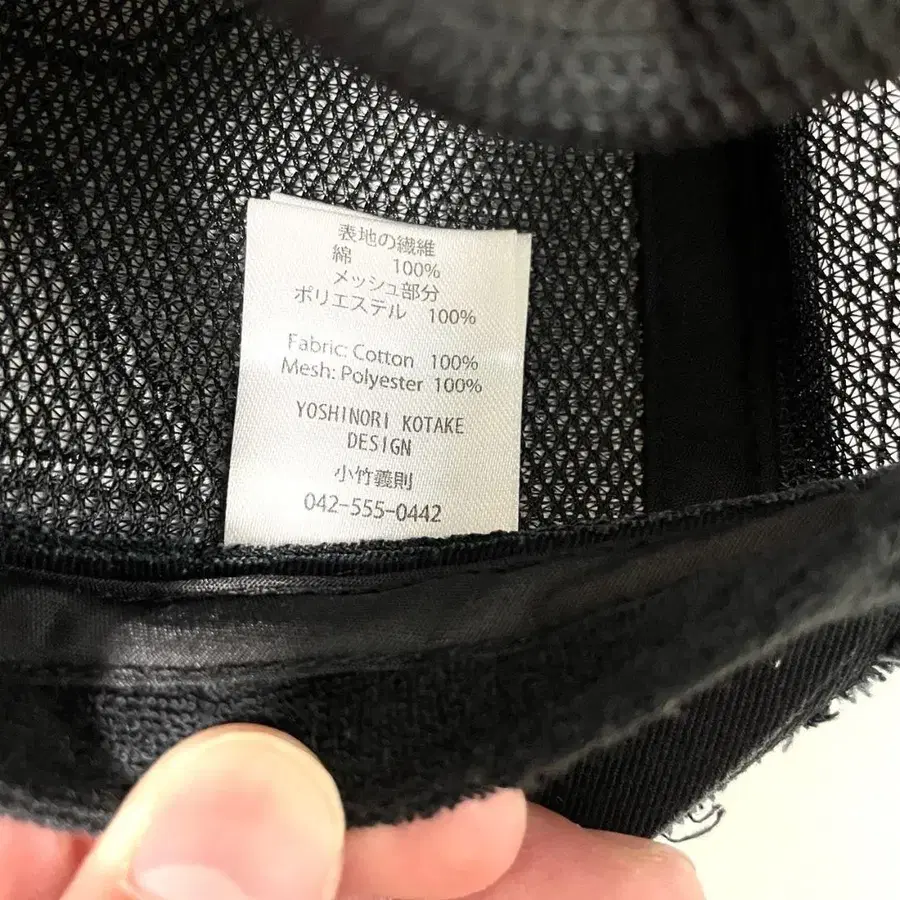 表地の繊維
綿 100%
メッシュ部分
ポリエステル 100%
Fabric: Cotton 100%
Mesh: Polyester 100%
YOSHINORI KOTAKE
DESIGN
小竹義則
042-555-0442